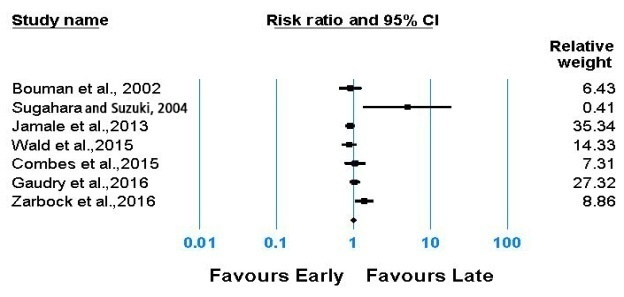 Study name Risk ratio and 95% CI
Relative
weight
Bouman et al., 2002 6.43
Sugahara and Suzuki, 2004 0.41
Jamale et al.,2013 35.34
Wald et al.,2015 14.33
Combes et al.,2015 7.31
Gaudry et al.,2016 27.32
Zarbock et al.,2016 8.86
0.01 0.1 1 10 100
Favours Early Favours Late